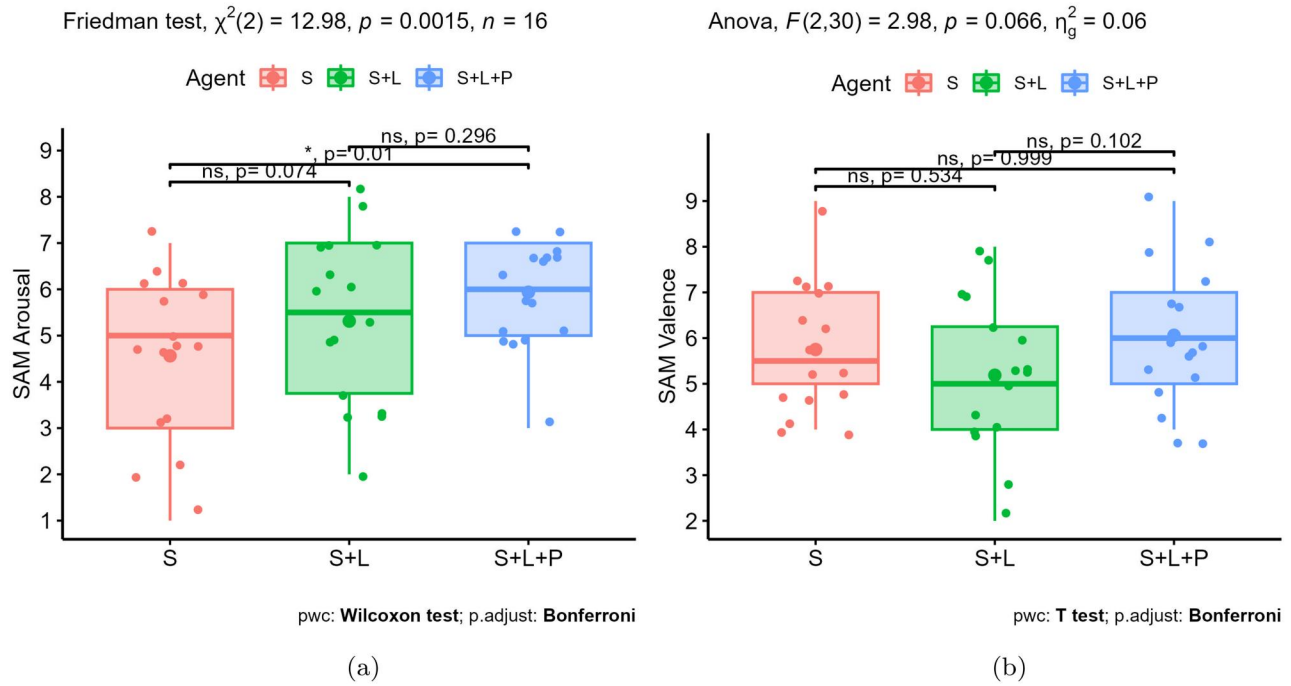 Friedman test, χ²(2) = 12.98, p = 0.0015, n = 16
Agent S S+L S+L+P
ns, p= 0.296
*, p= 0.01
ns, p= 0.074
SAM Arousal
9
8
7
6
5
4
3
2
1
S S+L S+L+P
pwc: Wilcoxon test; p.adjust: Bonferroni
(a)
Anova, F(2,30) = 2.98, p = 0.066, η²g = 0.06
Agent S S+L S+L+P
ns, p= 0.102
ns, p= 0.999
ns, p= 0.534
SAM Valence
9
8
7
6
5
4
3
2
S S+L S+L+P
pwc: T test; p.adjust: Bonferroni
(b)